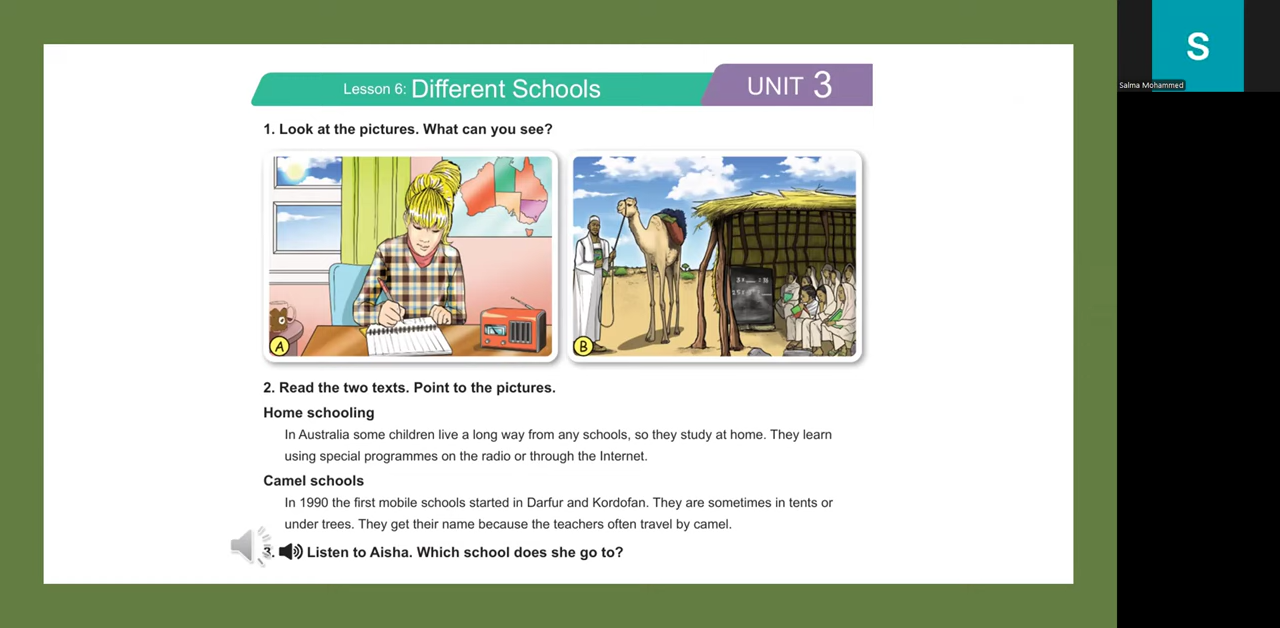 Lesson 6: Different Schools
UNIT 3
1. Look at the pictures. What can you see?
A
B
2. Read the two texts. Point to the pictures.
Home schooling
In Australia some children live a long way from any schools, so they study at home. They learn
using special programmes on the radio or through the Internet.
Camel schools
In 1990 the first mobile schools started in Darfur and Kordofan. They are sometimes in tents or
under trees. They get their name because the teachers often travel by camel.
3. Listen to Aisha. Which school does she go to?
S
Salma Mohammed